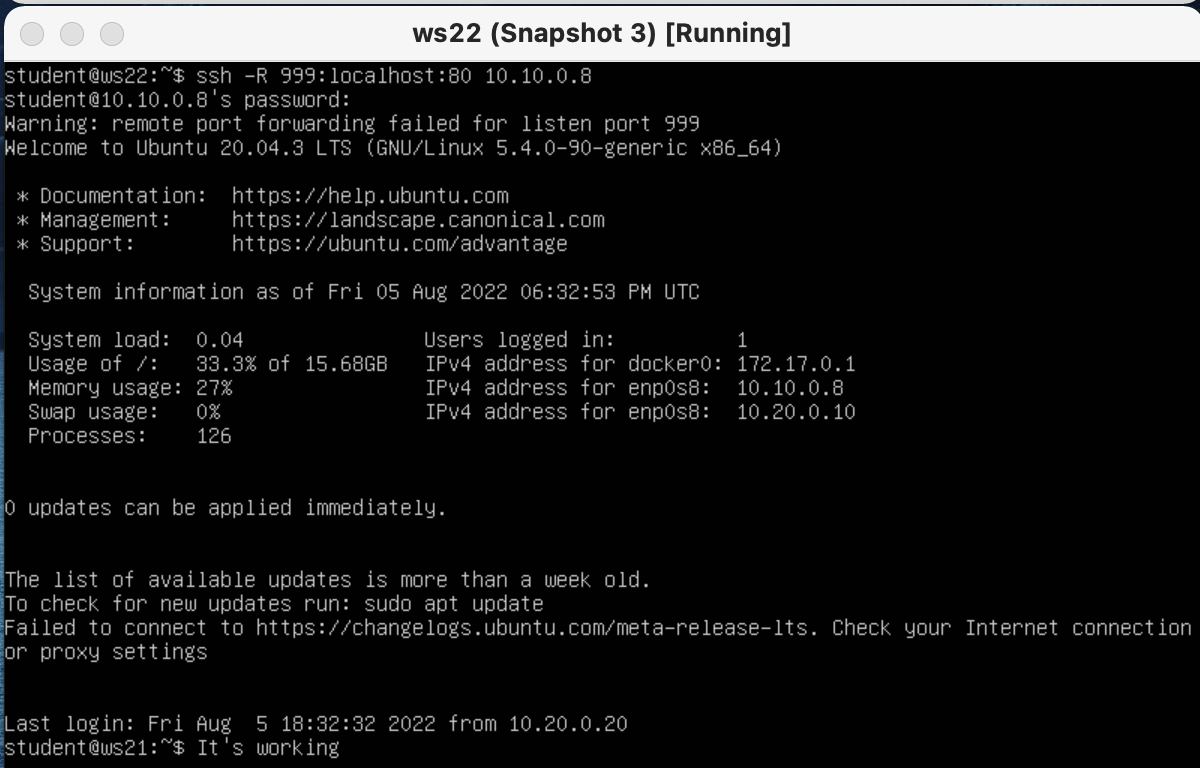 ws22 (Snapshot 3) [Running]
student@ws22:~$ ssh -R 999:localhost:80 10.10.0.8
student@10.10.0.8's password:
Warning: remote port forwarding failed for listen port 999
Welcome to Ubuntu 20.04.3 LTS (GNU/Linux 5.4.0-90-generic x86_64)
* Documentation:  https://help.ubuntu.com
* Management:     https://landscape.canonical.com
* Support:        https://ubuntu.com/advantage
System information as of Fri 05 Aug 2022 06:32:53 PM UTC
System load:  0.04                Users logged in:          1
Usage of /:   33.3% of 15.68GB   IPv4 address for docker0: 172.17.0.1
Memory usage: 27%                IPv4 address for enp0s8:  10.10.0.8
Swap usage:   0%                 IPv4 address for enp0s8:  10.20.0.10
Processes:    126
0 updates can be applied immediately.
The list of available updates is more than a week old.
To check for new updates run: sudo apt update
Failed to connect to https://changelogs.ubuntu.com/meta-release-lts. Check your Internet connection
or proxy settings
Last login: Fri Aug  5 18:32:32 2022 from 10.20.0.20
student@ws21:~$ It's working